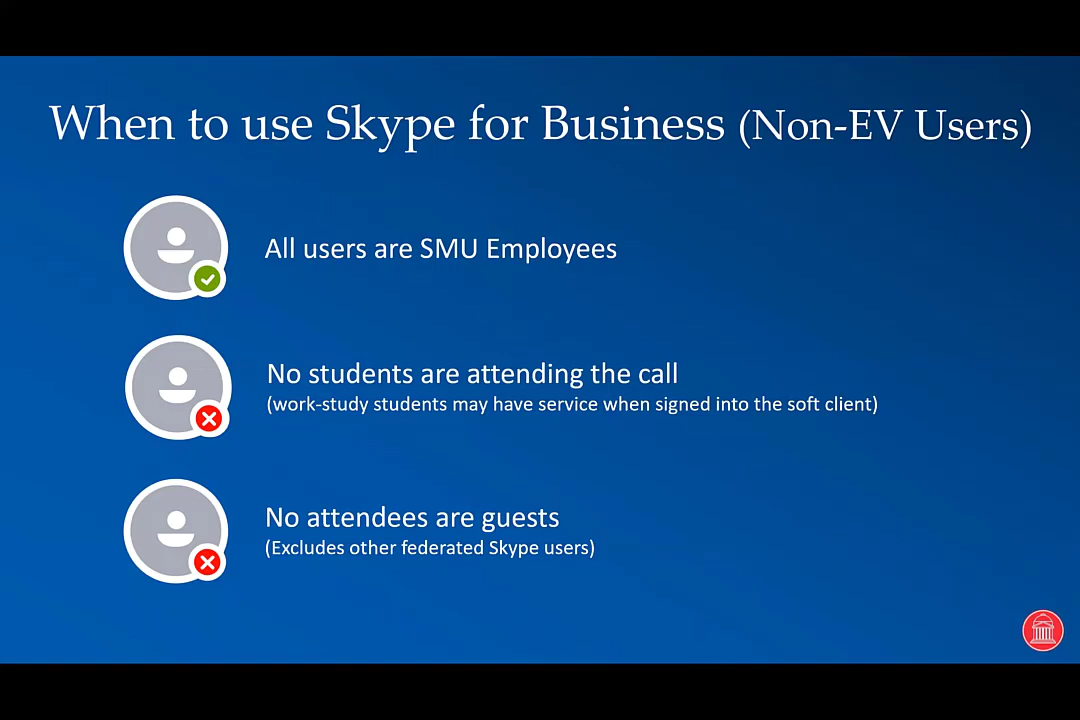 When to use Skype for Business (Non-EV Users)
All users are SMU Employees
No students are attending the call
(work-study students may have service when signed into the soft client)
No attendees are guests
(Excludes other federated Skype users)